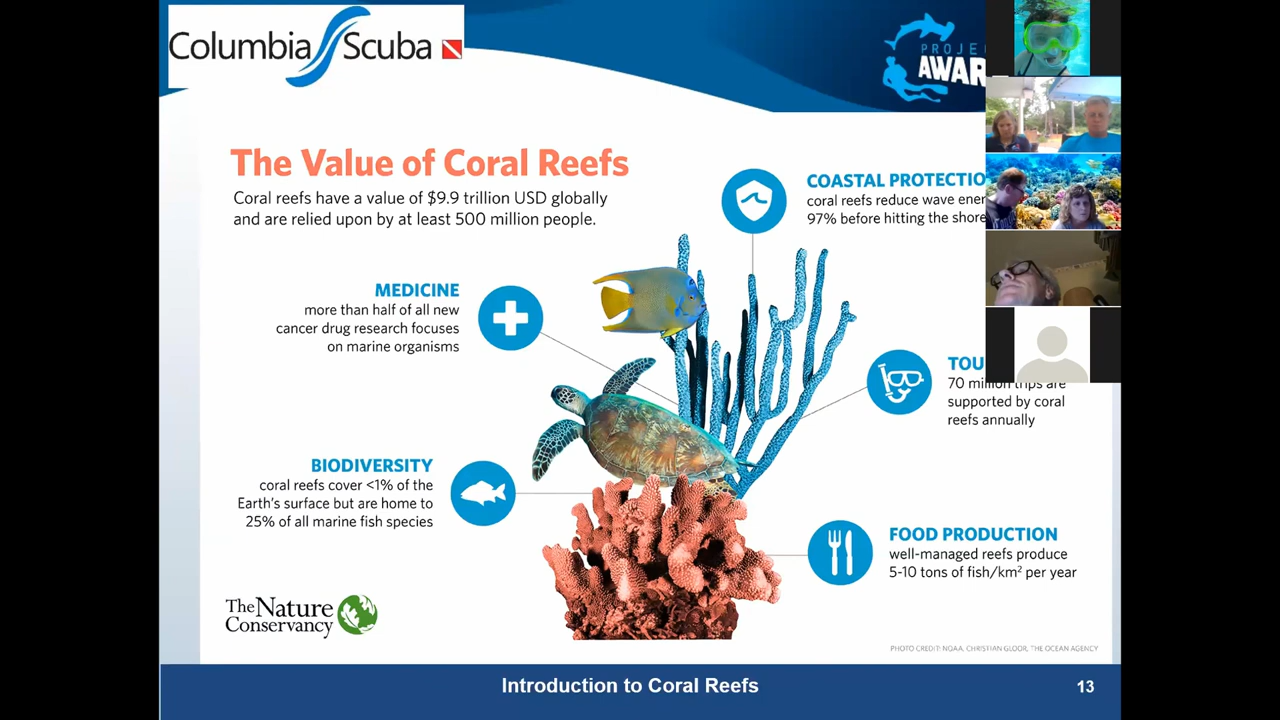 Columbia Scuba
PROJE
AWAR
The Value of Coral Reefs
Coral reefs have a value of $9.9 trillion USD globally
and are relied upon by at least 500 million people.
COASTAL PROTECTIO
coral reefs reduce wave ener
97% before hitting the shore
MEDICINE
more than half of all new
cancer drug research focuses
on marine organisms
TOU
70 million trips are
supported by coral
reefs annually
BIODIVERSITY
coral reefs cover <1% of the
Earth's surface but are home to
25% of all marine fish species
FOOD PRODUCTION
well-managed reefs produce
5-10 tons of fish/km² per year
The Nature
Conservancy
PHOTO CREDIT: NOAA, CHRISTIAN GLOOR, THE OCEAN AGENCY
Introduction to Coral Reefs
13